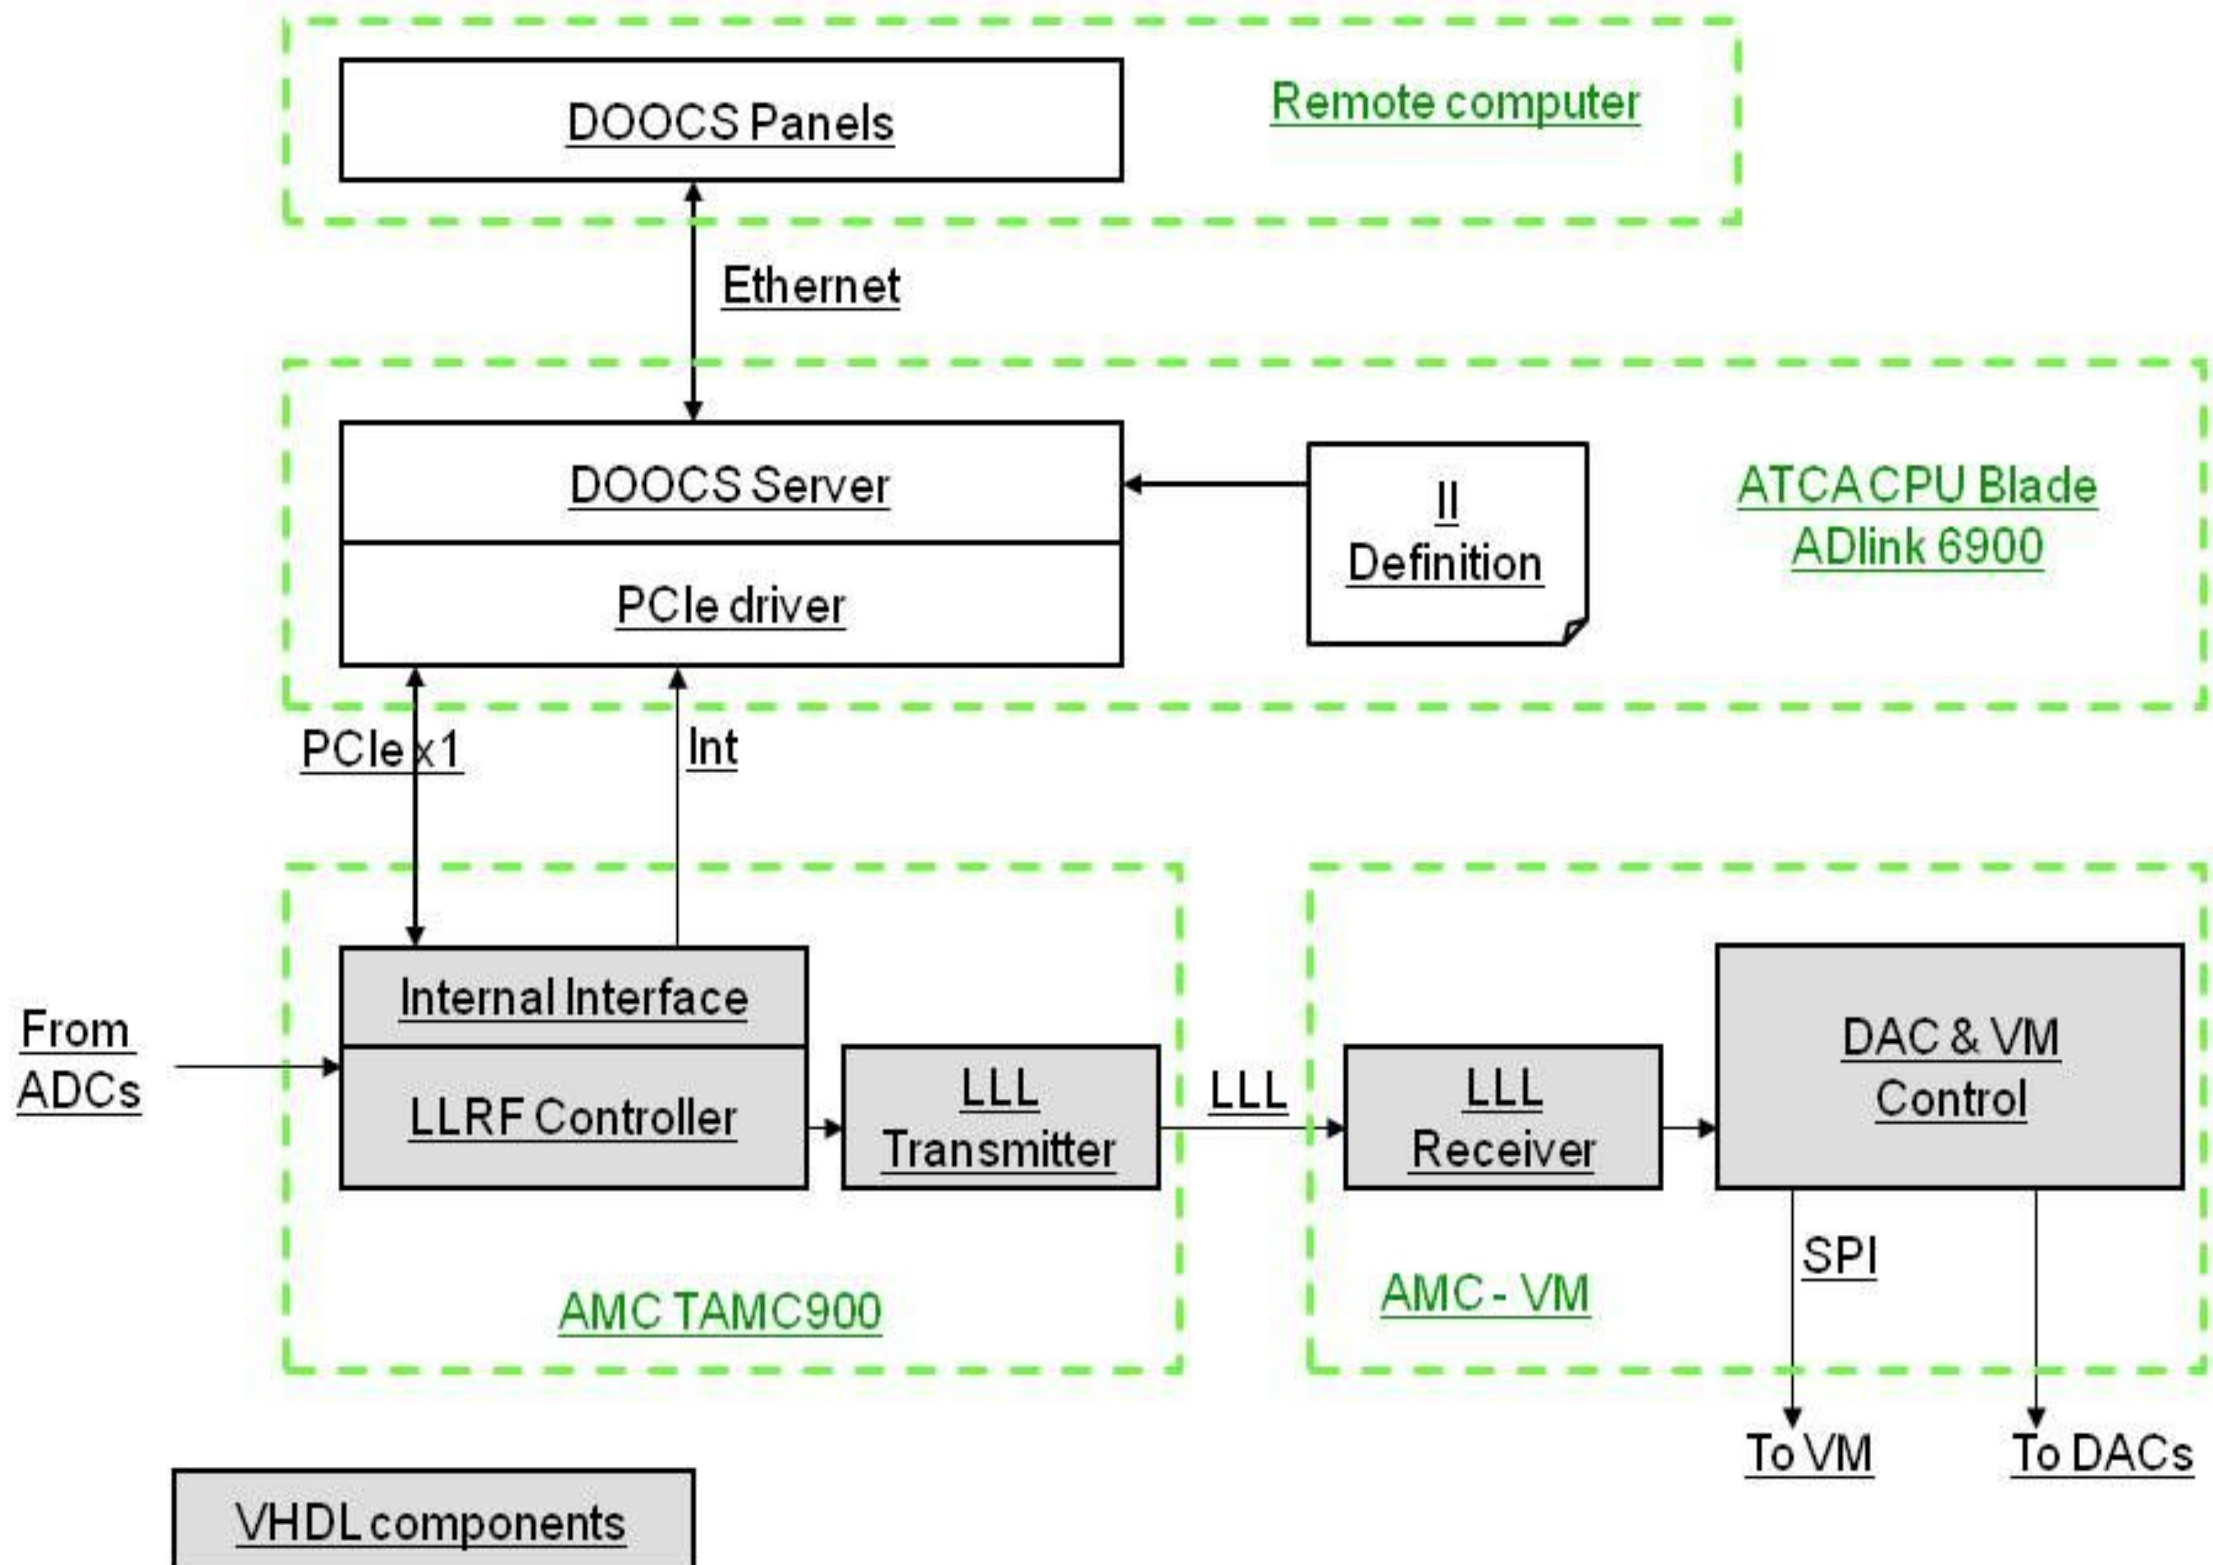 DOOCS Panels
Remote computer
Ethernet
DOOCS Server
PCIe driver
II
Definition
ATCA CPU Blade
ADlink 6900
PCIe x1
Int
From
ADCs
Internal Interface
LLRF Controller
LLL
Transmitter
LLL
LLL
Receiver
DAC & VM
Control
AMC TAMC900
AMC - VM
SPI
To VM
To DACs
VHDL components